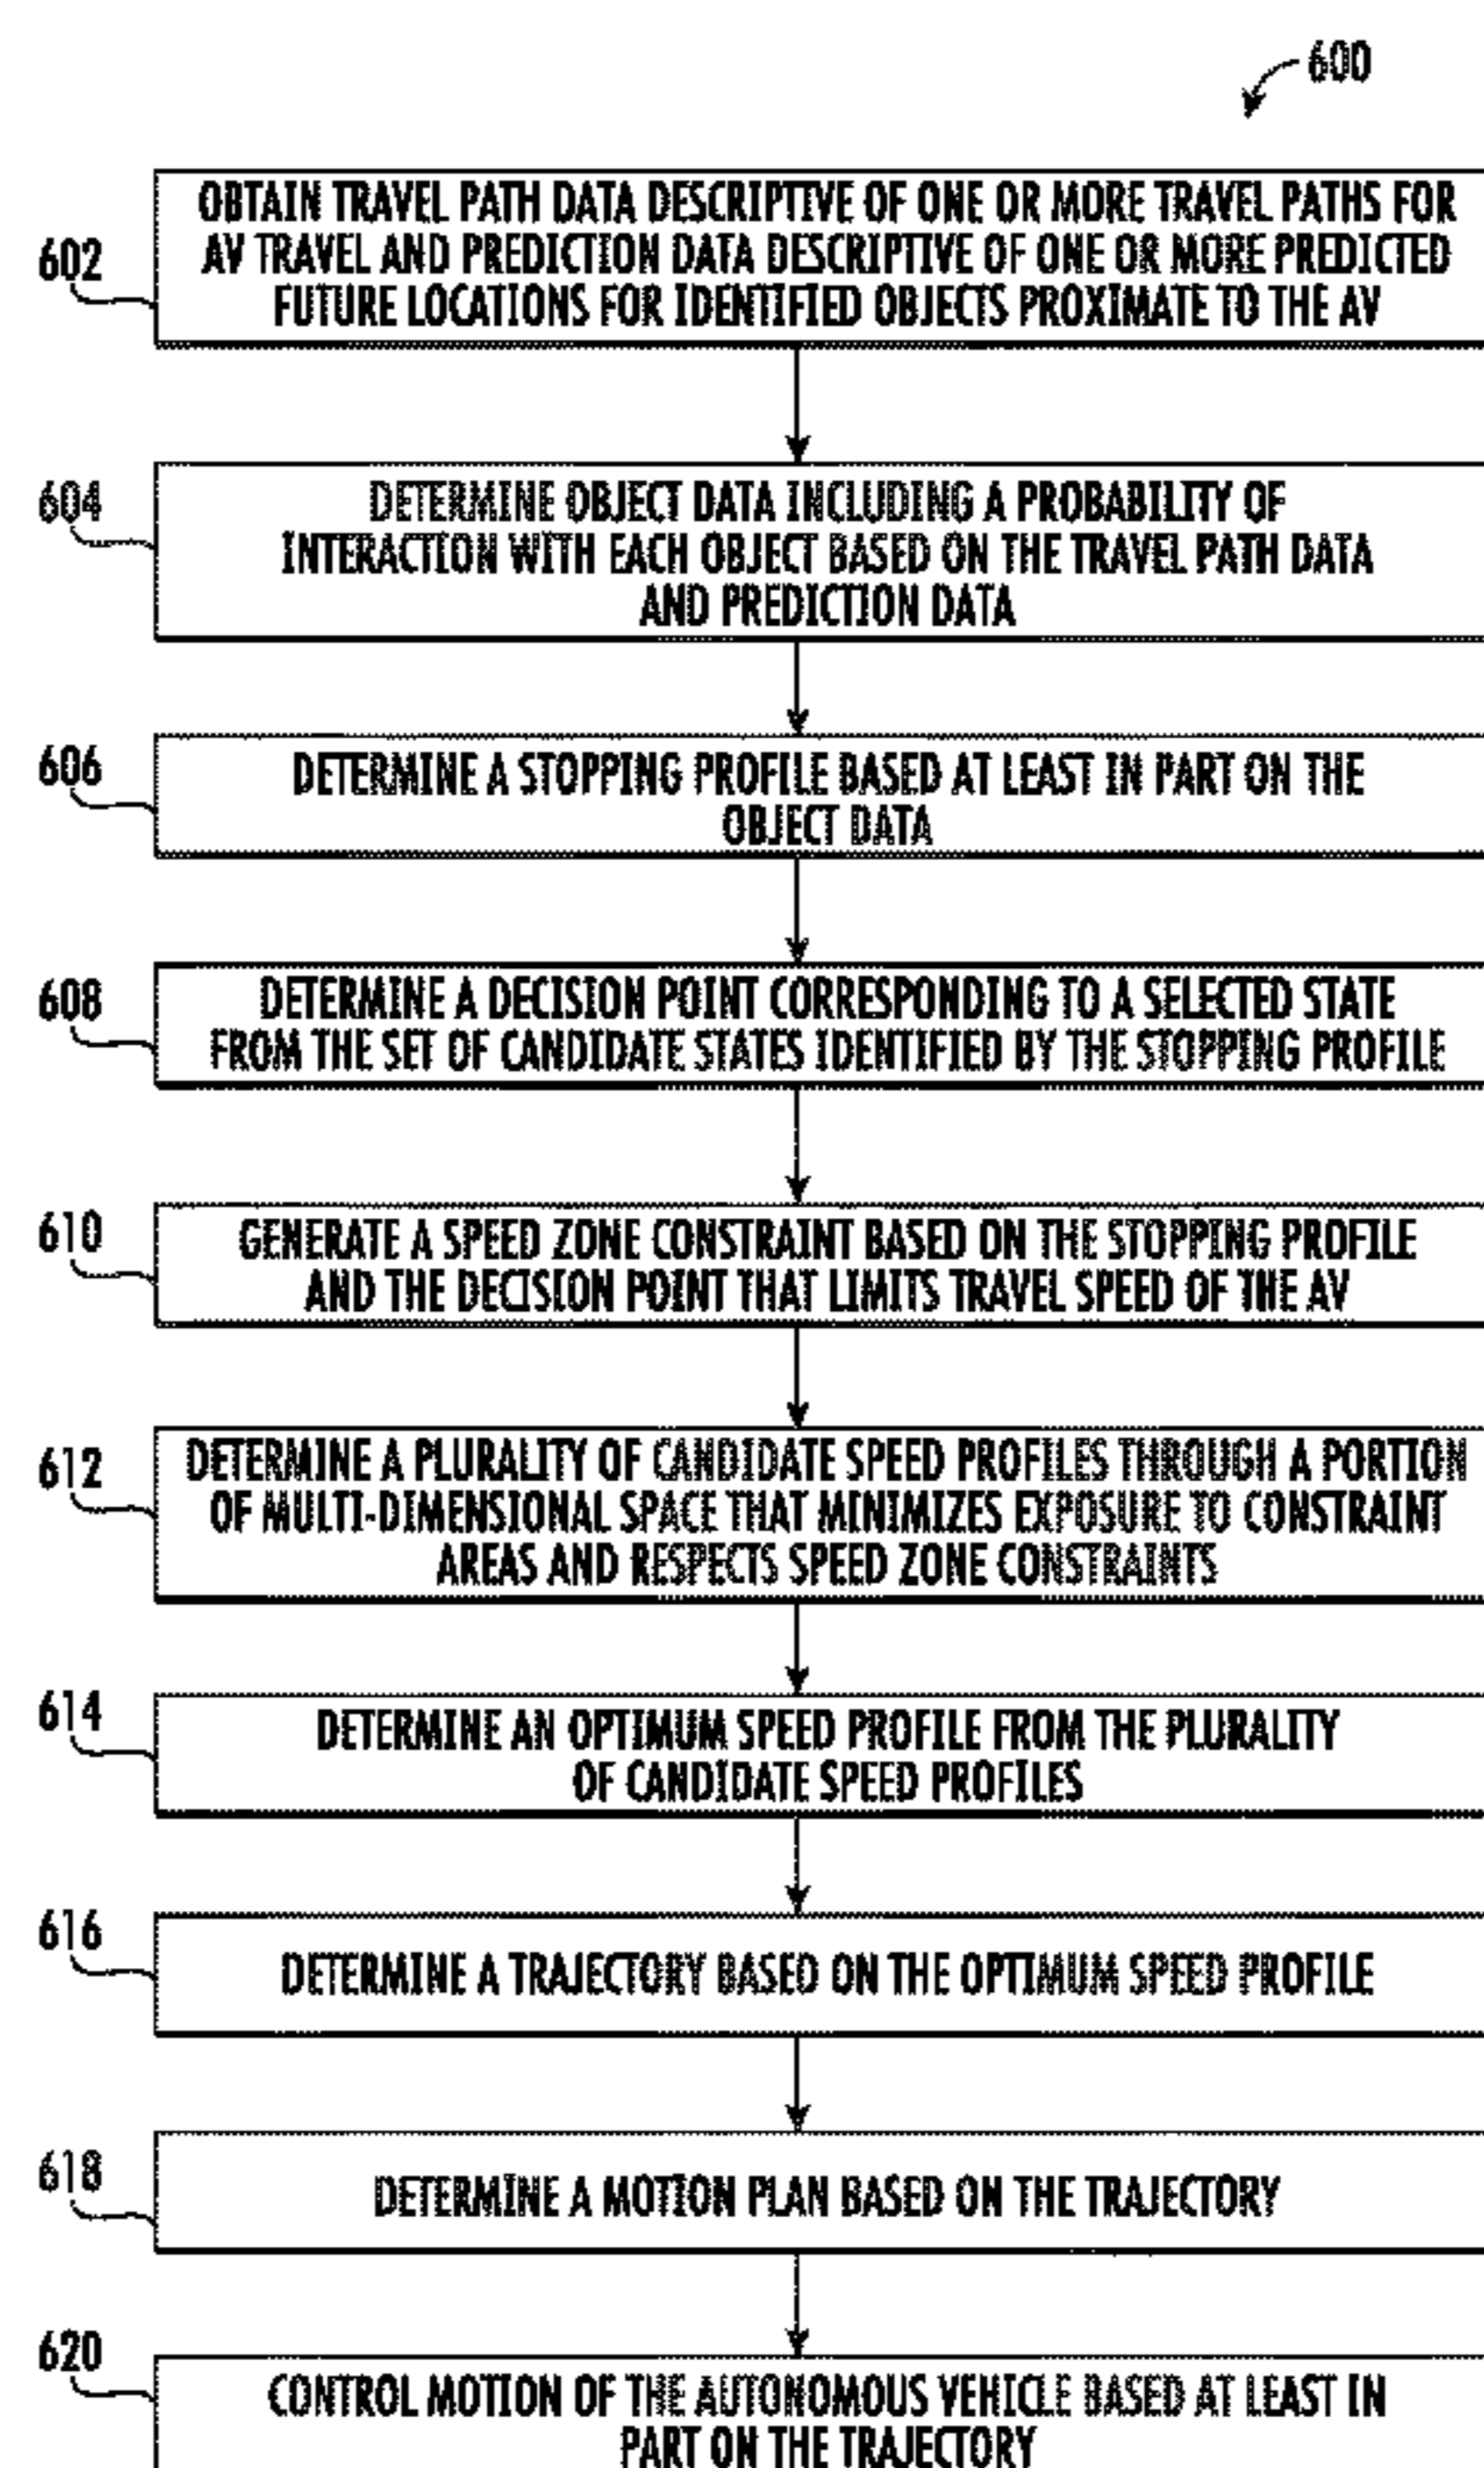 600
602
OBTAIN TRAVEL PATH DATA DESCRIPTIVE OF ONE OR MORE TRAVEL PATHS FOR
AV TRAVEL AND PREDICTION DATA DESCRIPTIVE OF ONE OR MORE PREDICTED
FUTURE LOCATIONS FOR IDENTIFIED OBJECTS PROXIMATE TO THE AV
604
DETERMINE OBJECT DATA INCLUDING A PROBABILITY OF
INTERACTION WITH EACH OBJECT BASED ON THE TRAVEL PATH DATA
AND PREDICTION DATA
606
DETERMINE A STOPPING PROFILE BASED AT LEAST IN PART ON THE
OBJECT DATA
608
DETERMINE A DECISION POINT CORRESPONDING TO A SELECTED STATE
FROM THE SET OF CANDIDATE STATES IDENTIFIED BY THE STOPPING PROFILE
610
GENERATE A SPEED ZONE CONSTRAINT BASED ON THE STOPPING PROFILE
AND THE DECISION POINT THAT LIMITS TRAVEL SPEED OF THE AV
612
DETERMINE A PLURALITY OF CANDIDATE SPEED PROFILES THROUGH A PORTION
OF MULTI-DIMENSIONAL SPACE THAT MINIMIZES EXPOSURE TO CONSTRAINT
AREAS AND RESPECTS SPEED ZONE CONSTRAINTS
614
DETERMINE AN OPTIMUM SPEED PROFILE FROM THE PLURALITY
OF CANDIDATE SPEED PROFILES
616
DETERMINE A TRAJECTORY BASED ON THE OPTIMUM SPEED PROFILE
618
DETERMINE A MOTION PLAN BASED ON THE TRAJECTORY
620
CONTROL MOTION OF THE AUTONOMOUS VEHICLE BASED AT LEAST IN
PART ON THE TRAJECTORY